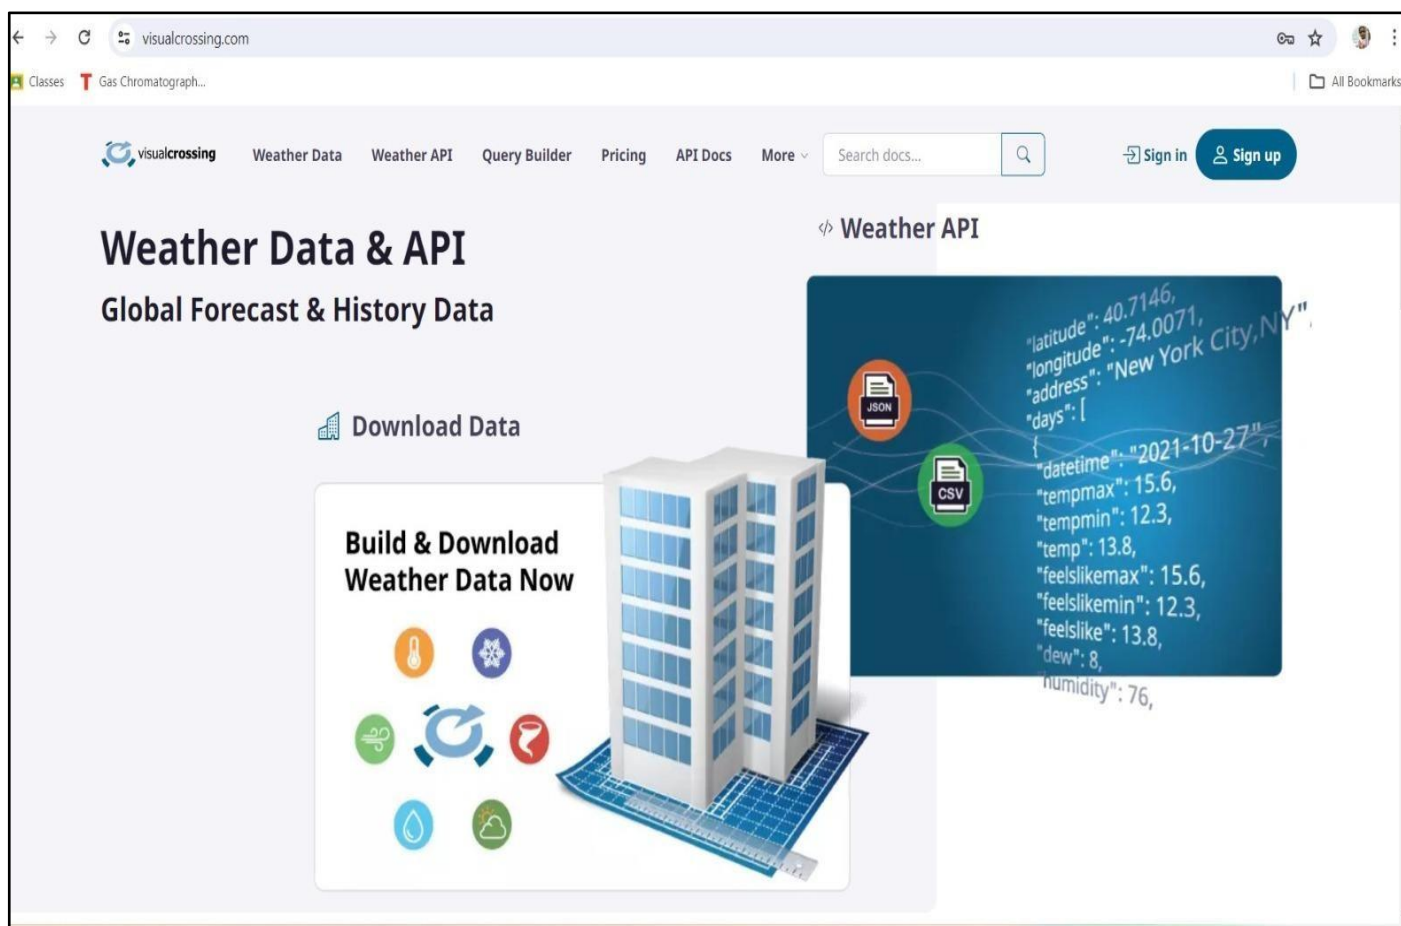 visualcrossing.com
Classes
Gas Chromatograph...
All Bookmarks
visualcrossing
Weather Data
Weather API
Query Builder
Pricing
API Docs
More
Search docs...
Sign in
Sign up
Weather Data & API
Global Forecast & History Data
Download Data
Build & Download
Weather Data Now
</> Weather API
JSON
CSV
"latitude": 40.7146,
"longitude": -74.0071,
"address": "New York City,NY",
"days": [
{
"datetime": "2021-10-27",
"tempmax": 15.6,
"tempmin": 12.3,
"temp": 13.8,
"feelslikemax": 15.6,
"feelslikemin": 12.3,
"feelslike": 13.8,
"dew": 8,
"humidity": 76,